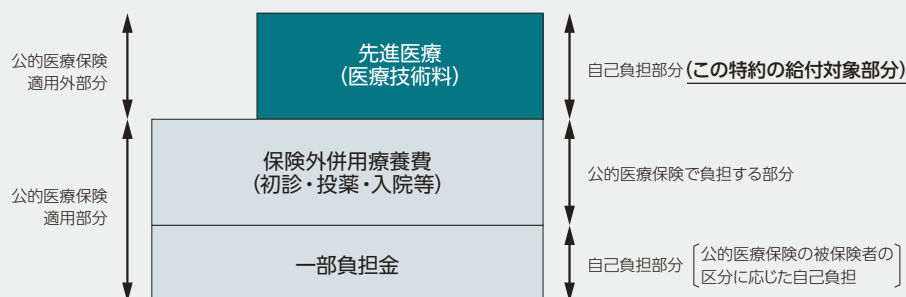 公的医療保険
適用外部分
先進医療
(医療技術料)
自己負担部分(この特約の給付対象部分)
公的医療保険
適用部分
保険外併用療養費
(初診・投薬・入院等)
公的医療保険で負担する部分
一部負担金
自己負担部分
公的医療保険の被保険者の
区分に応じた自己負担